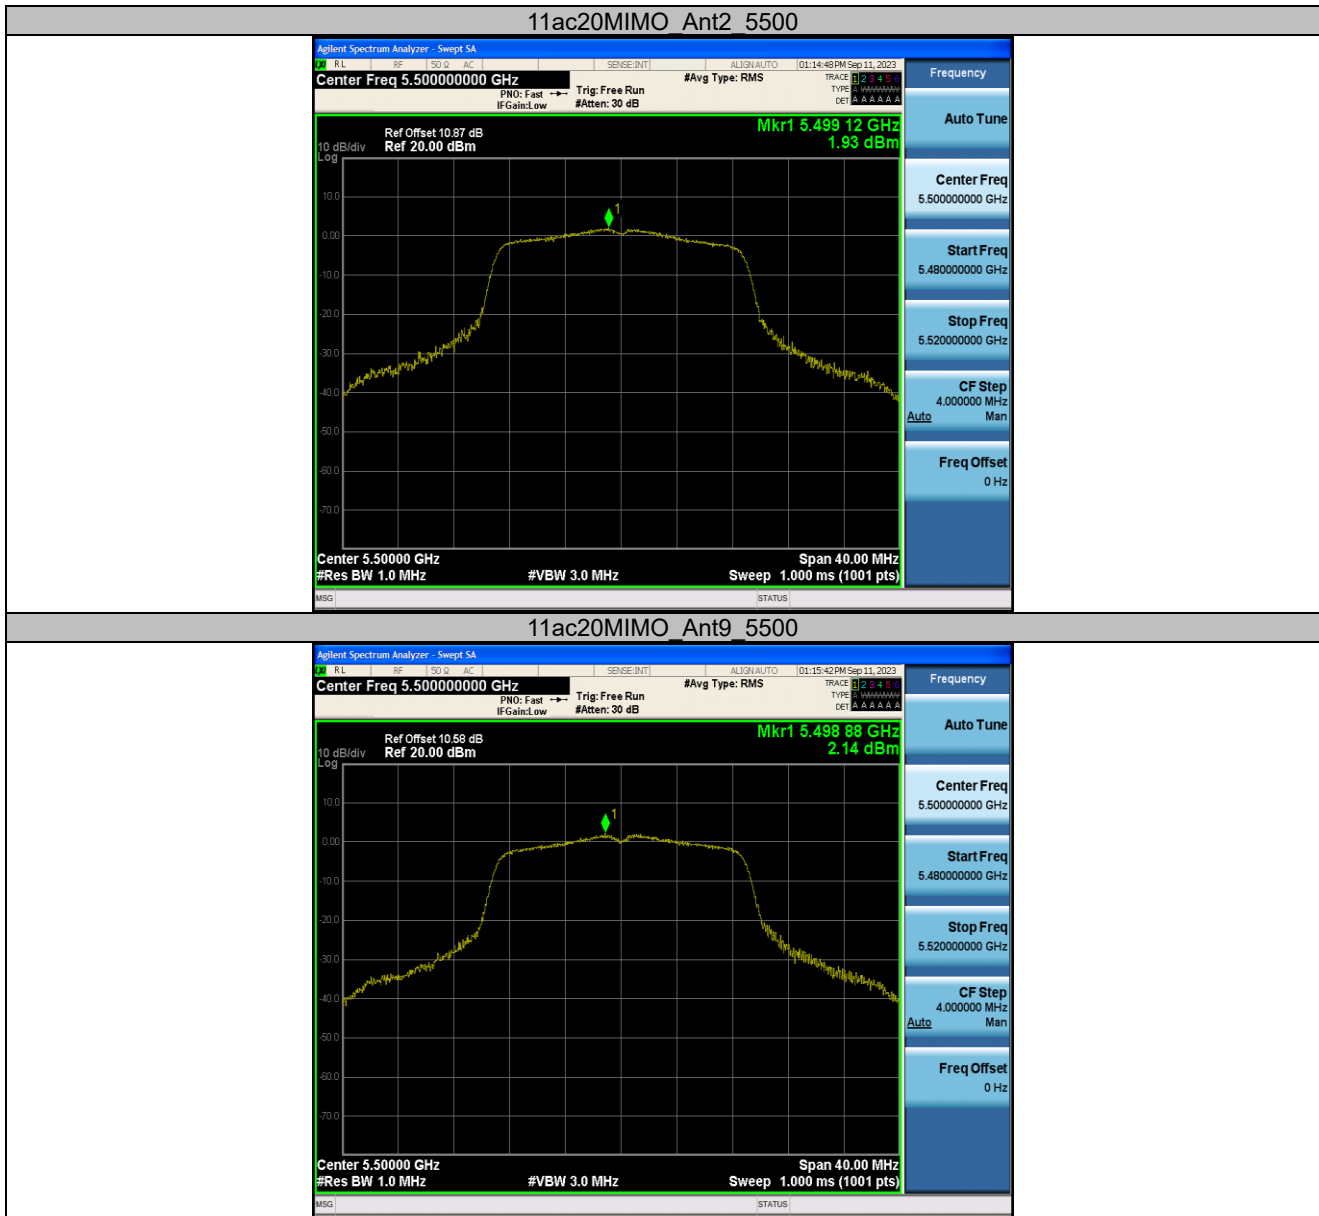 11ac20MIMO_Ant2_5500
Agilent Spectrum Analyzer - Swept SA
RL RF 50 Ω AC SENSE:INT ALIGN AUTO 01:14:48 PM Sep 11, 2023
Center Freq 5.500000000 GHz #Avg Type: RMS TRACE 1 2 3 4 5 6
PNO: Fast Trig: Free Run TYPE
IFGain:Low #Atten: 30 dB DET A A A A A A
Frequency
Mkr1 5.499 12 GHz
1.93 dBm
Ref Offset 10.87 dB
10 dB/div Ref 20.00 dBm
Log
10.0
0.00
-10.0
-20.0
-30.0
-40.0
-50.0
-60.0
-70.0
1
Center 5.50000 GHz Span 40.00 MHz
#Res BW 1.0 MHz #VBW 3.0 MHz Sweep 1.000 ms (1001 pts)
MSG STATUS
Auto Tune
Center Freq
5.500000000 GHz
Start Freq
5.480000000 GHz
Stop Freq
5.520000000 GHz
CF Step
4.000000 MHz
Auto Man
Freq Offset
0 Hz
11ac20MIMO_Ant9_5500
Agilent Spectrum Analyzer - Swept SA
RL RF 50 Ω AC SENSE:INT ALIGN AUTO 01:15:42 PM Sep 11, 2023
Center Freq 5.500000000 GHz #Avg Type: RMS TRACE 1 2 3 4 5 6
PNO: Fast Trig: Free Run TYPE
IFGain:Low #Atten: 30 dB DET A A A A A A
Frequency
Mkr1 5.498 88 GHz
2.14 dBm
Ref Offset 10.58 dB
10 dB/div Ref 20.00 dBm
Log
10.0
0.00
-10.0
-20.0
-30.0
-40.0
-50.0
-60.0
-70.0
1
Center 5.50000 GHz Span 40.00 MHz
#Res BW 1.0 MHz #VBW 3.0 MHz Sweep 1.000 ms (1001 pts)
MSG STATUS
Auto Tune
Center Freq
5.500000000 GHz
Start Freq
5.480000000 GHz
Stop Freq
5.520000000 GHz
CF Step
4.000000 MHz
Auto Man
Freq Offset
0 Hz